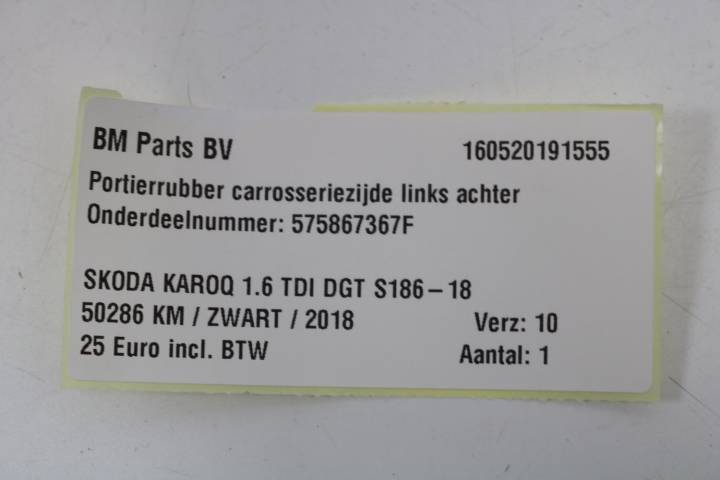 BM Parts BV 160520191555
Portierrubber carrosseriezijde links achter
Onderdeelnummer: 575867367F
SKODA KAROQ 1.6 TDI DGT S186-18
50286 KM / ZWART / 2018 Verz: 10
25 Euro incl. BTW Aantal: 1